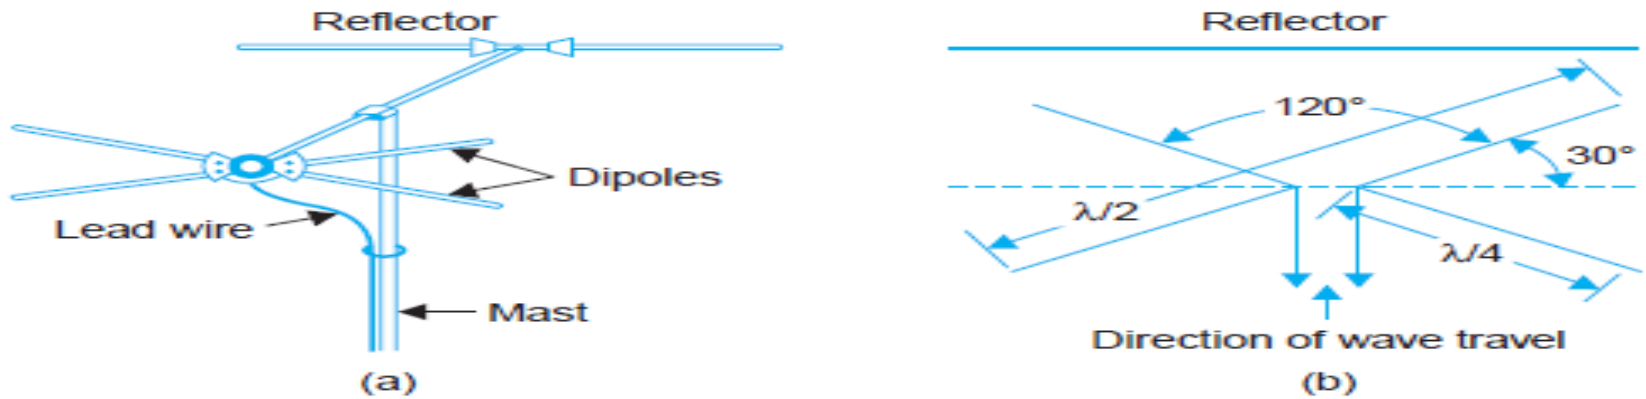 Reflector
Dipoles
Lead wire
Mast
(a)
Reflector
120°
30°
λ/2
λ/4
Direction of wave travel
(b)